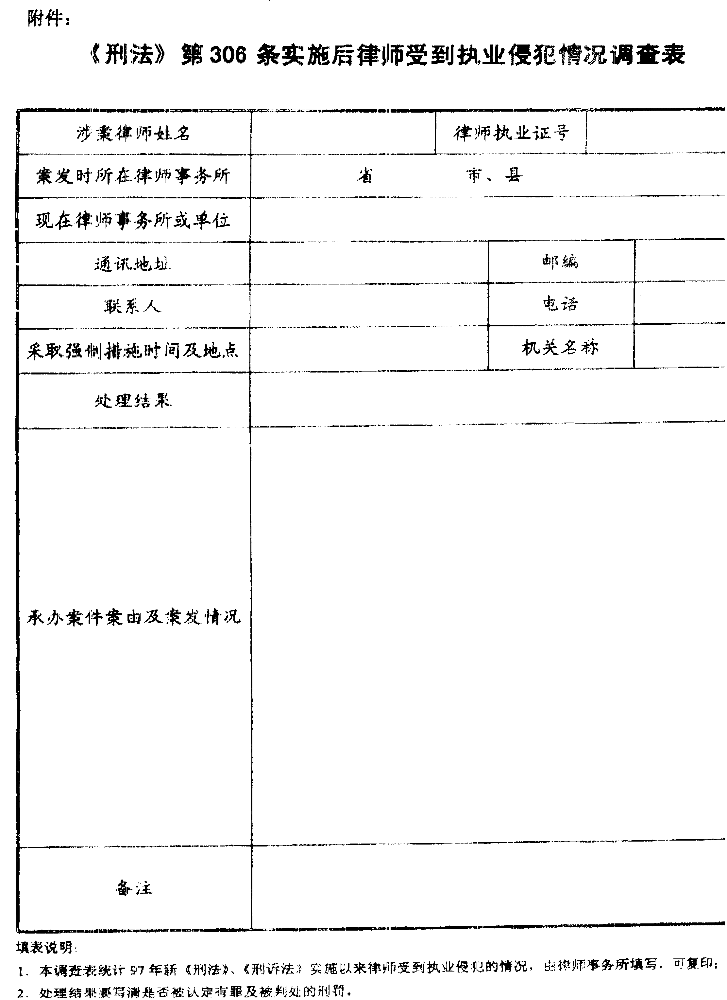 附件：
《刑法》第306条实施后律师受到执业侵犯情况调查表
涉案律师姓名 律师执业证号
案发时所在律师事务所 省 市、县
现在律师事务所或单位
通讯地址 邮编
联系人 电话
采取强制措施时间及地点 机关名称
处理结果
承办案件案由及案发情况
备注
填表说明：
1. 本调查表统计97年新《刑法》、《刑诉法》实施以来律师受到执业侵犯的情况，由律师事务所填写，可复印；
2. 处理结果要写清是否被认定有罪及被判处的刑罚。